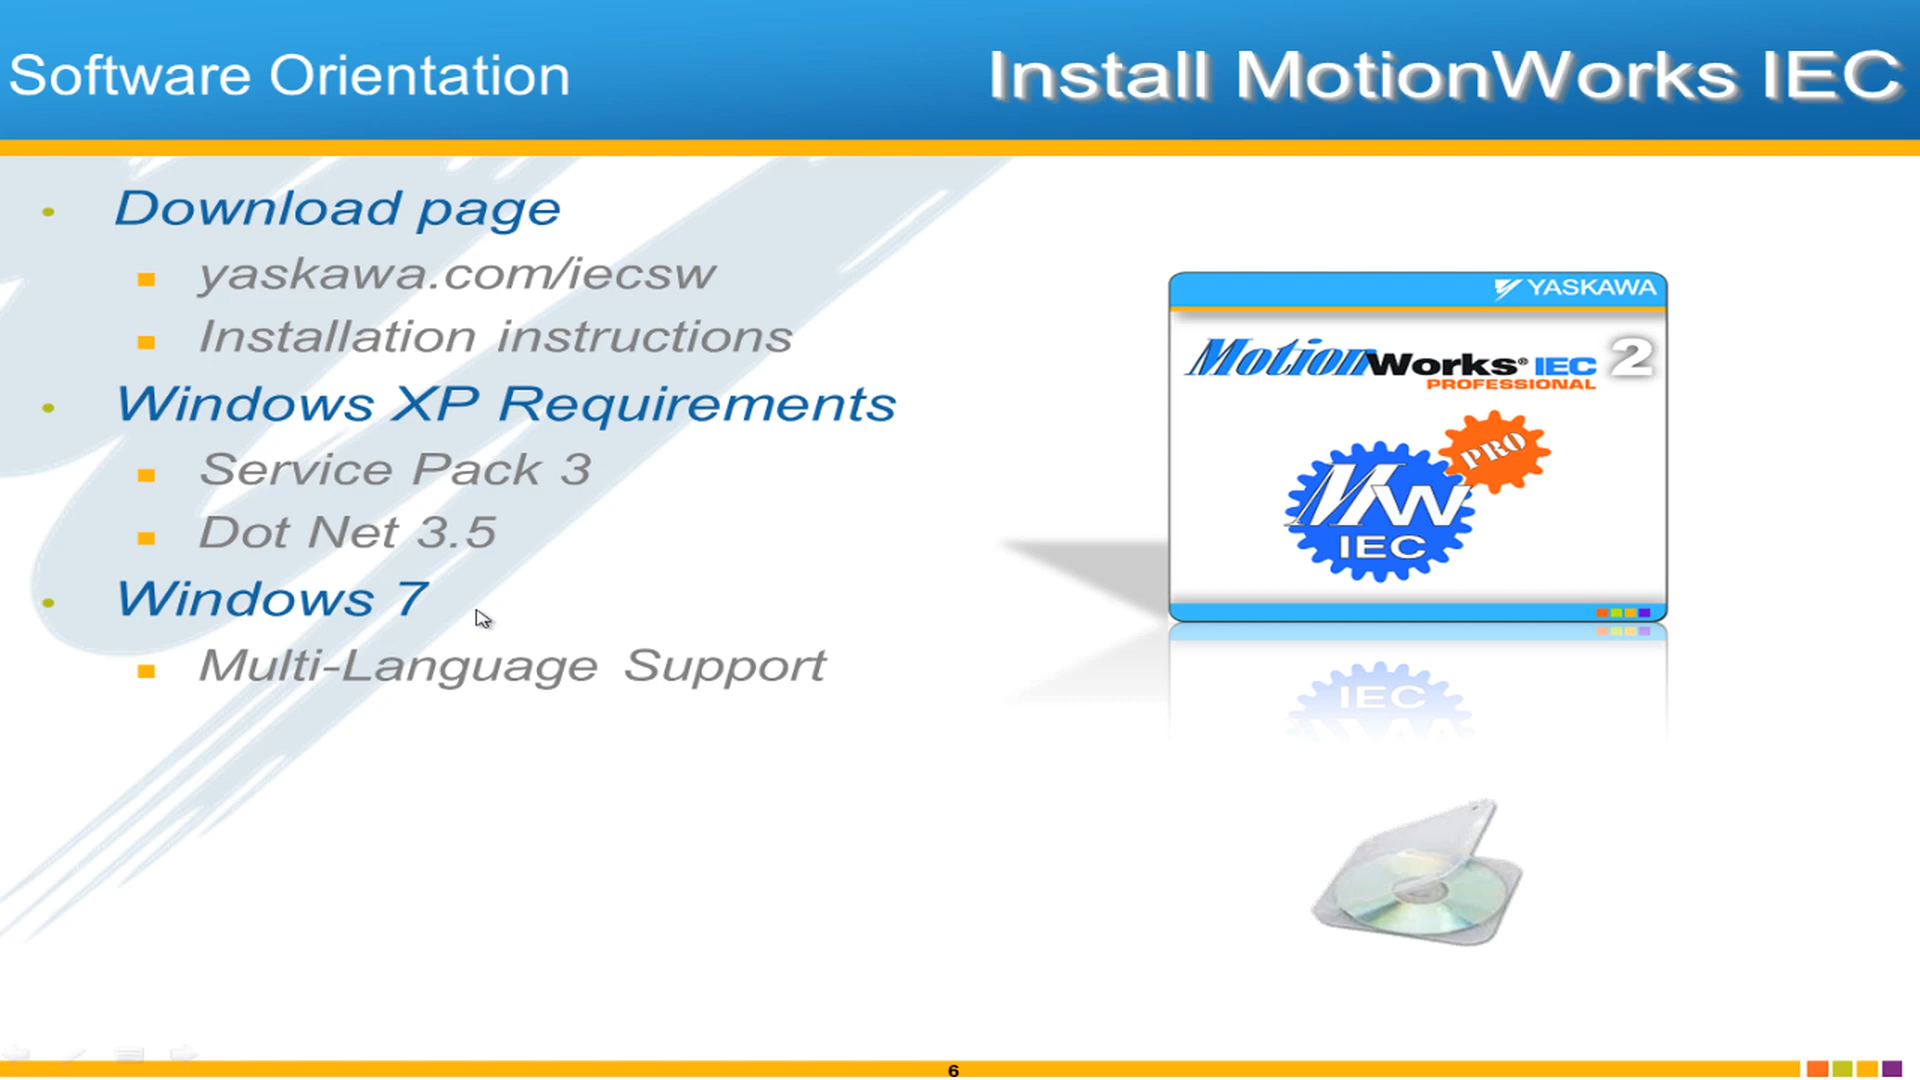 Software Orientation
Install MotionWorks IEC
Download page
yaskawa.com/iecsw
Installation instructions
Windows XP Requirements
Service Pack 3
Dot Net 3.5
Windows 7
Multi-Language Support
YASKAWA
MotionWorks® IEC 2
PROFESSIONAL
PRO
MW
IEC
IEC
6